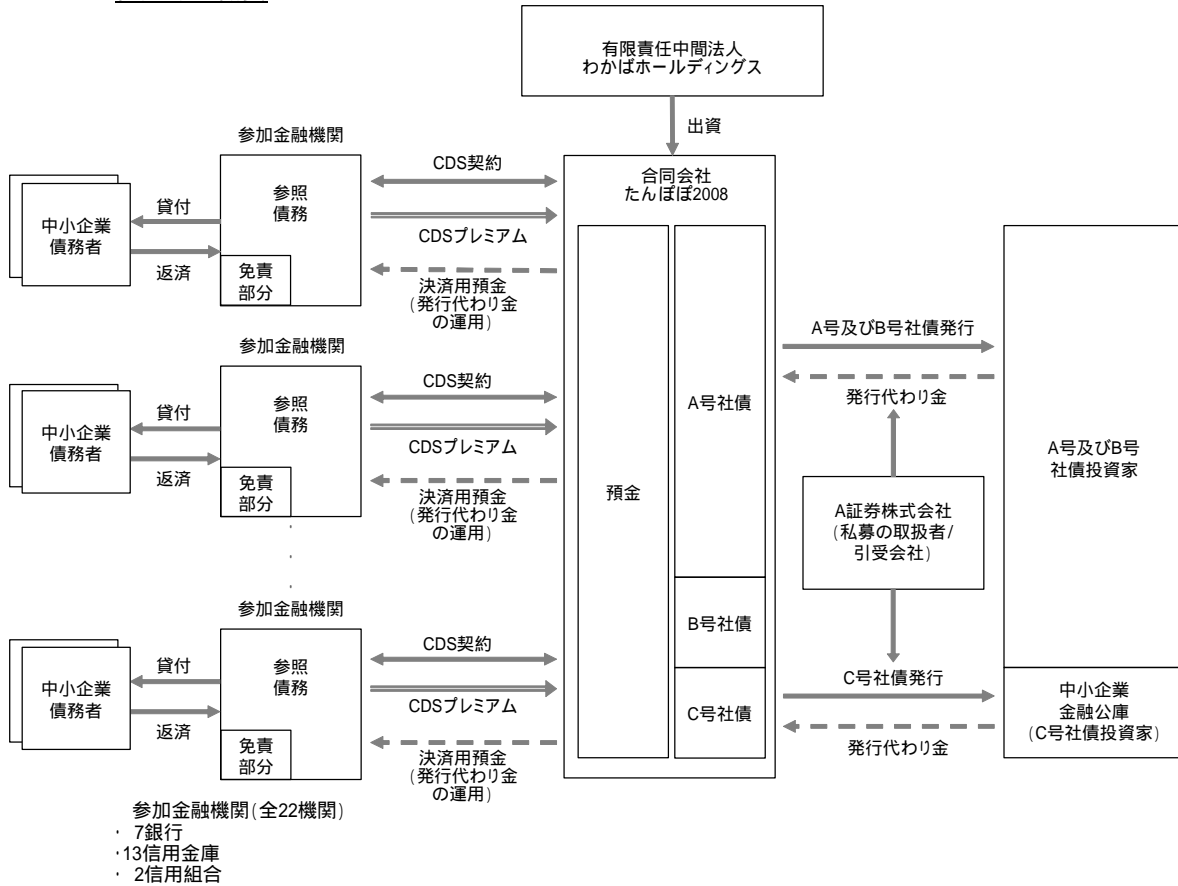 有限責任中間法人
わかばホールディングス
出資
参加金融機関
中小企業
債務者
貸付
返済
参照
債務
免責
部分
CDS契約
CDSプレミアム
決済用預金
(発行代わり金
の運用)
参加金融機関
中小企業
債務者
貸付
返済
参照
債務
免責
部分
CDS契約
CDSプレミアム
決済用預金
(発行代わり金
の運用)
参加金融機関
中小企業
債務者
貸付
返済
参照
債務
免責
部分
CDS契約
CDSプレミアム
決済用預金
(発行代わり金
の運用)
合同会社
たんぽぽ2008
預金
A号社債
B号社債
C号社債
A号及びB号社債発行
発行代わり金
A証券株式会社
(私募の取扱者/
引受会社)
C号社債発行
発行代わり金
A号及びB号
社債投資家
中小企業
金融公庫
(C号社債投資家)
参加金融機関(全22機関)
・ 7銀行
・13信用金庫
・ 2信用組合